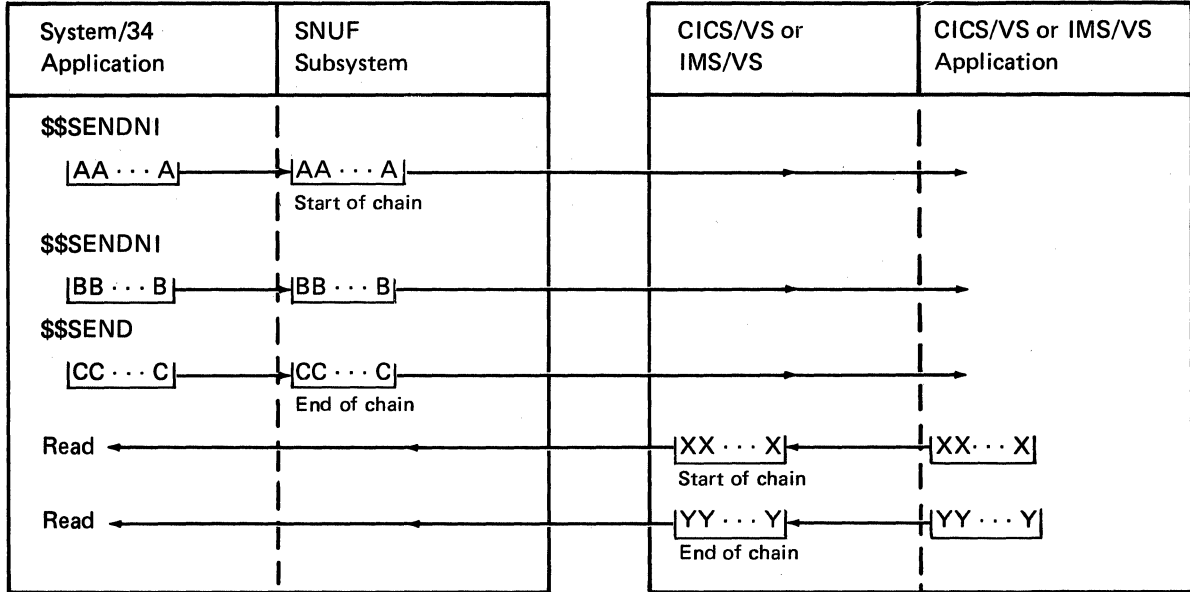 System/34
Application
SNUF
Subsystem
CICS/VS or
IMS/VS
CICS/VS or IMS/VS
Application
$$SENDNI
AA · · · A
AA · · · A
Start of chain
$$SENDNI
BB · · · B
BB · · · B
$$SEND
CC · · · C
CC · · · C
End of chain
Read
XX · · · X
XX · · · X
Start of chain
Read
YY · · · Y
YY · · · Y
End of chain